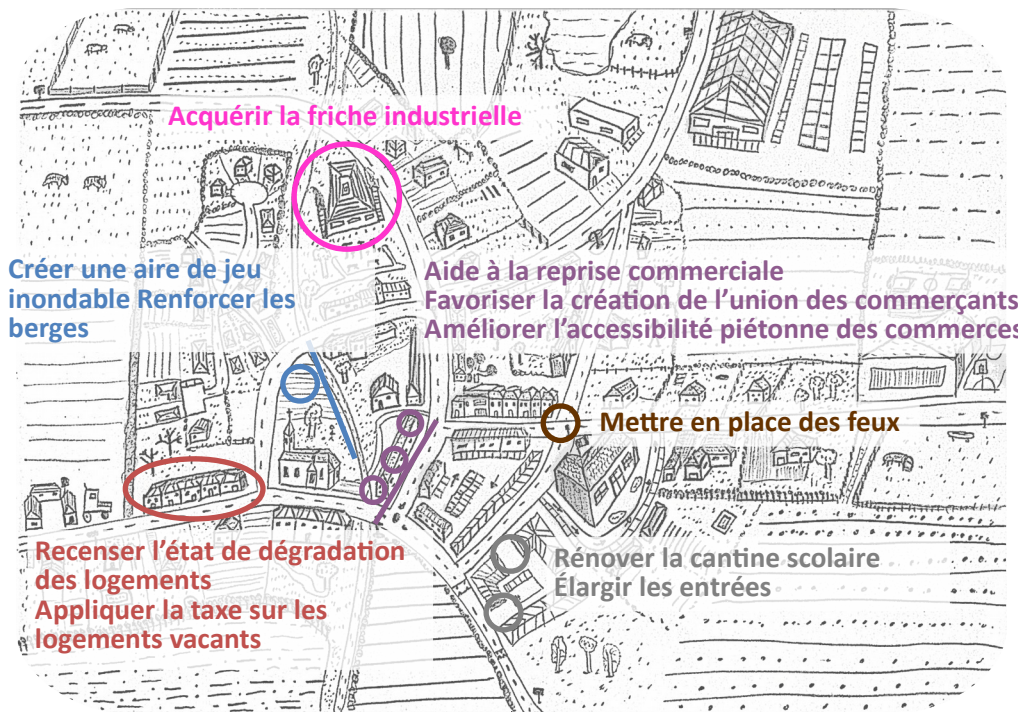 Acquérir la friche industrielle
Créer une aire de jeu
inondable Renforcer les
berges
Aide à la reprise commerciale
Favoriser la création de l'union des commerçants
Améliorer l'accessibilité piétonne des commerces
Mettre en place des feux
Recenser l'état de dégradation
des logements
Appliquer la taxe sur les
logements vacants
Rénover la cantine scolaire
Élargir les entrées